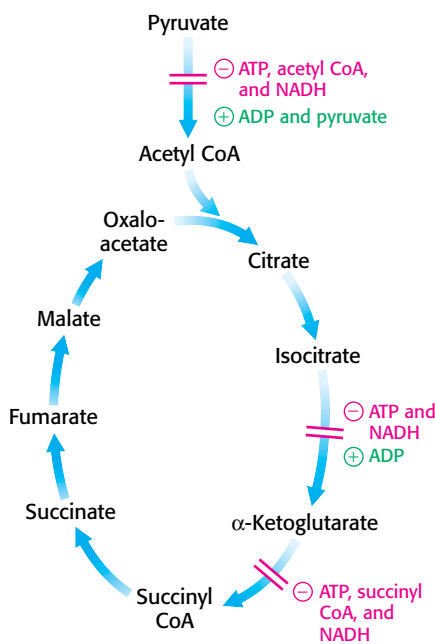 Pyruvate
⊖ ATP, acetyl CoA,
and NADH
⊕ ADP and pyruvate
Acetyl CoA
Oxalo-
acetate
Citrate
Malate
Isocitrate
⊖ ATP and
NADH
⊕ ADP
Fumarate
Succinate
α-Ketoglutarate
Succinyl
CoA
⊖ ATP, succinyl
CoA, and
NADH